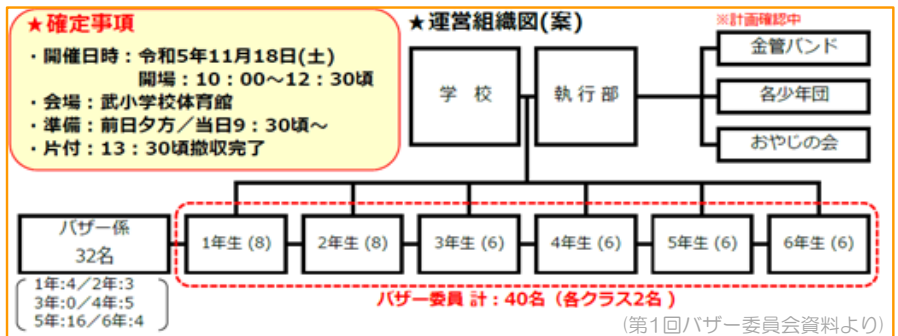 ★確定事項
・開催日時：令和5年11月18日(土)
開場：10：00～12：30頃
・会場：武小学校体育館
・準備：前日夕方／当日9：30頃～
・片付：13：30頃撤収完了
★運営組織図(案)
※計画確認中
学 校
執行部
金管バンド
各少年団
おやじの会
バザー係
32名
1年:4／2年:3
3年:0／4年:5
5年:16／6年:4
1年生 (8)
2年生 (8)
3年生 (6)
4年生 (6)
5年生 (6)
6年生 (6)
バザー委員 計：40名（各クラス2名 ）
(第1回バザー委員会資料より)